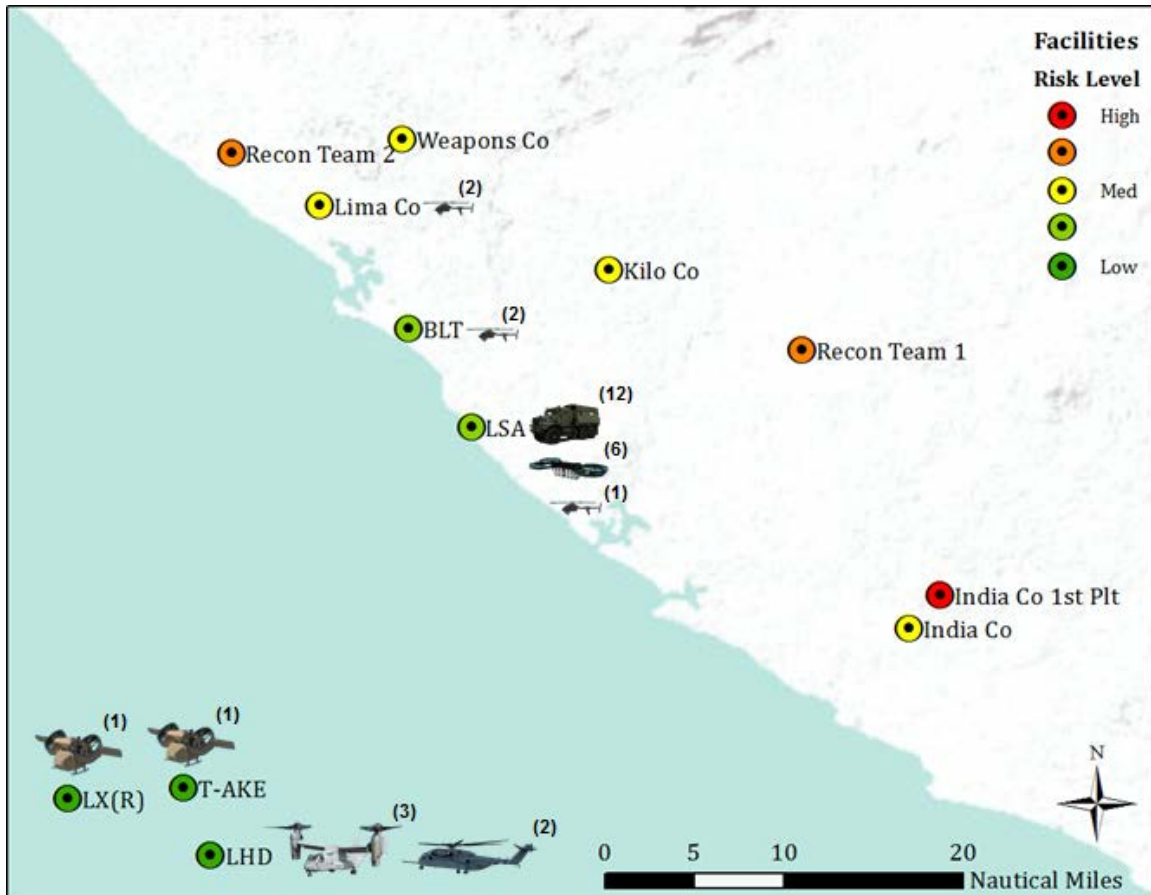 Facilities
Risk Level
High
Med
Low
Weapons Co
Recon Team 2
(2)
Lima Co
Kilo Co
(2)
BLT
Recon Team 1
(12)
LSA
(6)
(1)
India Co 1st Plt
India Co
(1)
(1)
N
T-AKE
LX(R)
(3)
(2)
LHD
0 5 10 20
Nautical Miles